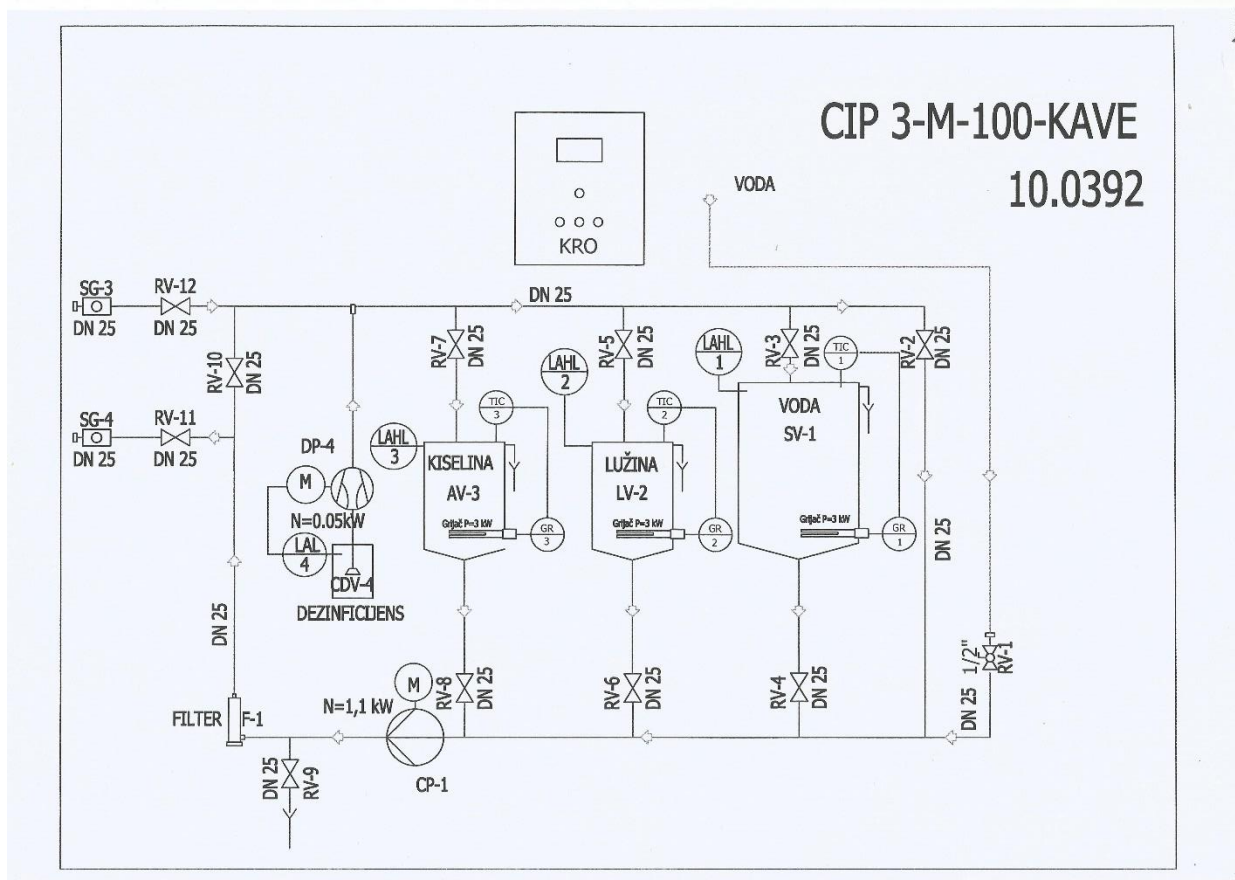 CIP 3-M-100-KAVE
10.0392
VODA
KRO
SG-3
DN 25
RV-12
DN 25
DN 25
RV-10
DN 25
RV-7
DN 25
RV-5
DN 25
RV-3
DN 25
RV-2
DN 25
LAHL
1
TIC
1
LAHL
2
TIC
2
LAHL
3
TIC
3
SG-4
DN 25
RV-11
DN 25
DP-4
M
N=0.05kW
LAL
4
CDV-4
DEZINFICIJENS
KISELINA
AV-3
Grijač P=3 kW
GR
3
LUŽINA
LV-2
Grijač P=3 kW
GR
2
VODA
SV-1
Grijač P=3 kW
GR
1
DN 25
DN 25
RV-8
DN 25
RV-6
DN 25
RV-4
DN 25
1/2"
RV-1
DN 25
FILTER
F-1
N=1,1 kW
M
CP-1
DN 25
RV-9